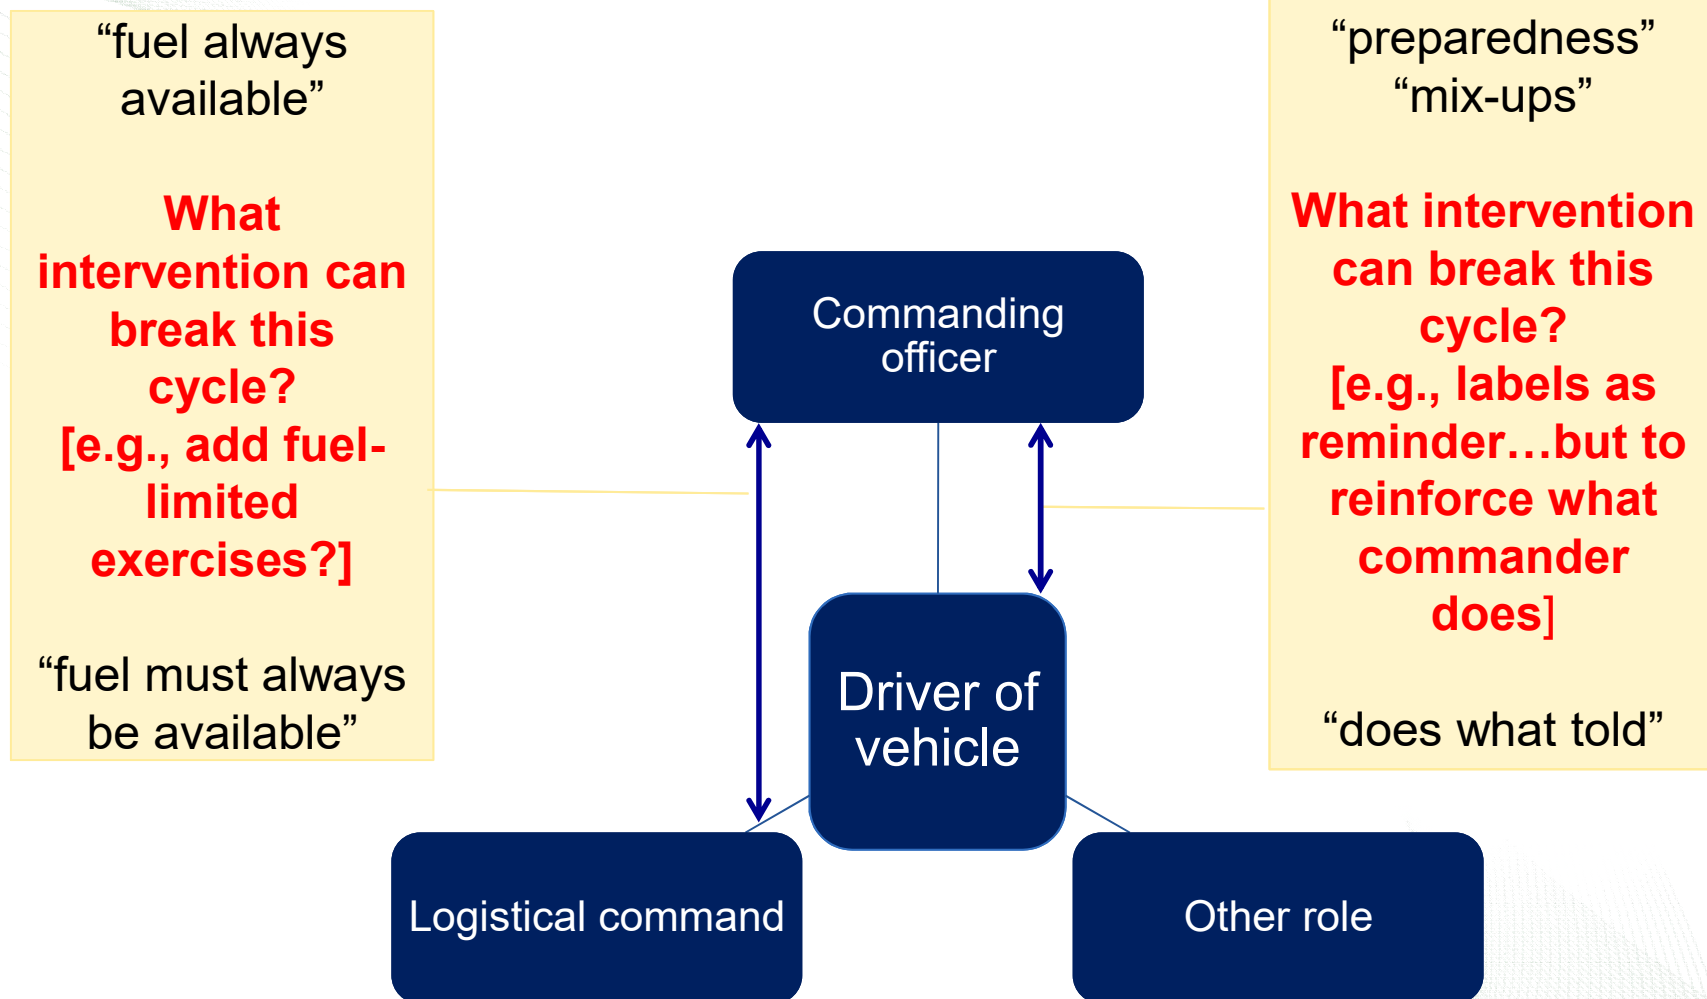 “fuel always
available”
What
intervention can
break this
cycle?
[e.g., add fuel-
limited
exercises?]
“fuel must always
be available”
“preparedness”
“mix-ups”
What intervention
can break this
cycle?
[e.g., labels as
reminder…but to
reinforce what
commander
does]
“does what told”
Commanding
officer
Driver of
vehicle
Logistical command
Other role